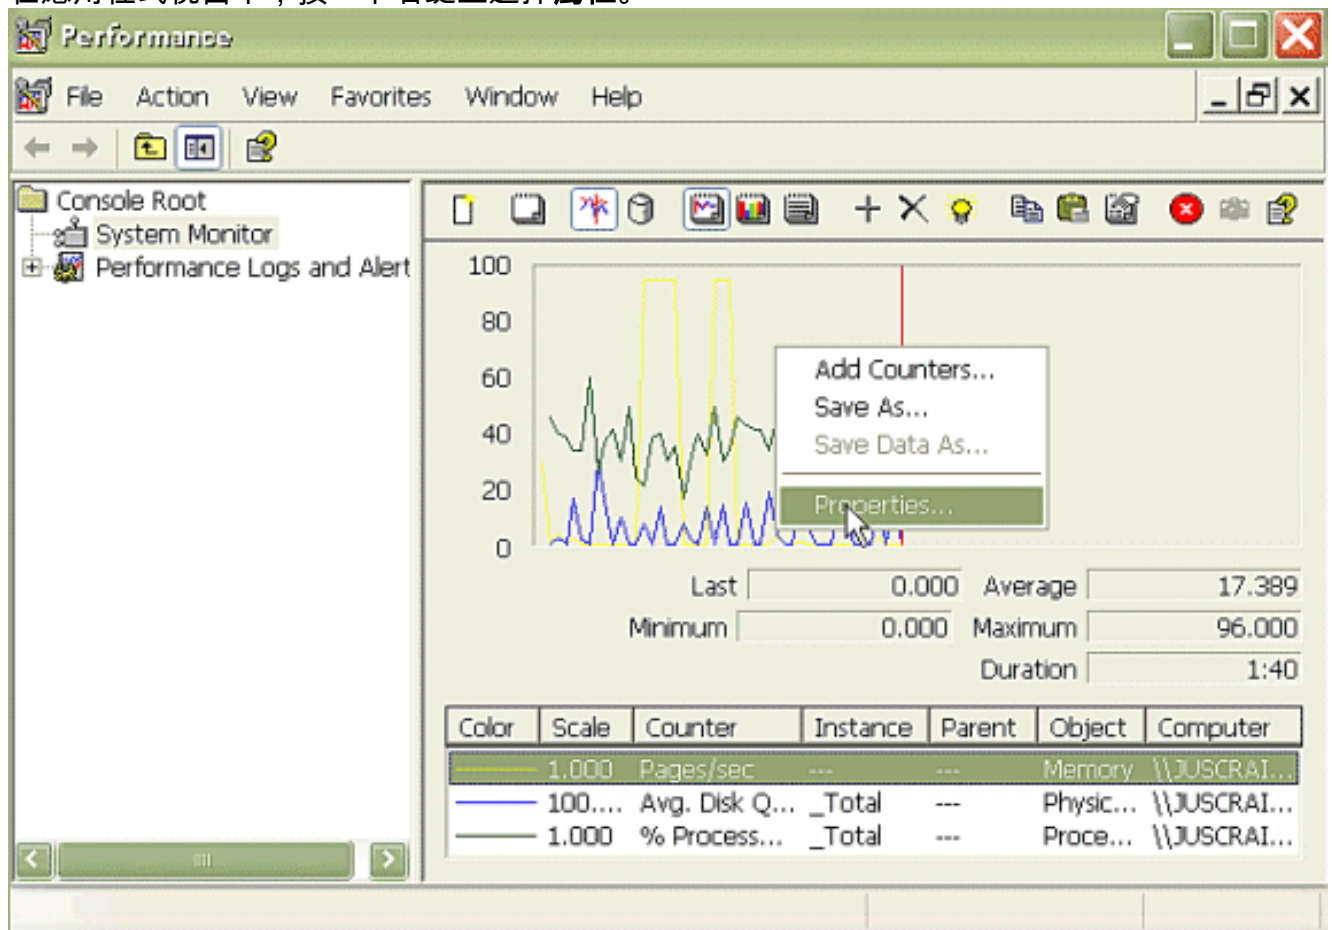 Performance
File Action View Favorites Window Help
Console Root
System Monitor
Performance Logs and Alert
100
80
60
40
20
0
Add Counters...
Save As...
Save Data As...
Properties...
Last 0.000 Average 17.389
Minimum 0.000 Maximum 96.000
Duration 1:40
Color Scale Counter Instance Parent Object Computer
1.000 Pages/sec --- --- Memory \\JUSCRAI...
100.... Avg. Disk Q... _Total --- Physic... \\JUSCRAI...
1.000 % Process... _Total --- Proce... \\JUSCRAI...